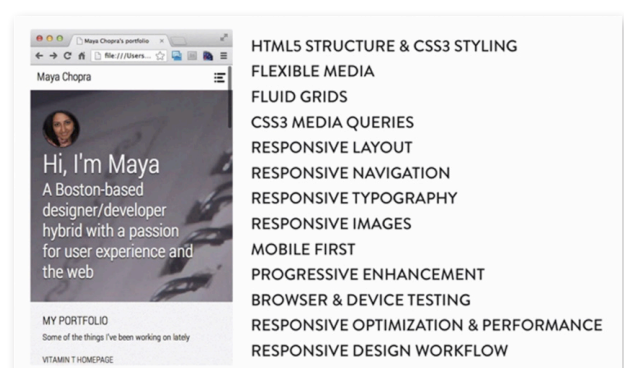 Maya Chopra's portfolio
file:///Users...
Maya Chopra
Hi, I'm Maya
A Boston-based
designer/developer
hybrid with a passion
for user experience and
the web
MY PORTFOLIO
Some of the things I've been working on lately
VITAMIN T HOMEPAGE
HTML5 STRUCTURE & CSS3 STYLING
FLEXIBLE MEDIA
FLUID GRIDS
CSS3 MEDIA QUERIES
RESPONSIVE LAYOUT
RESPONSIVE NAVIGATION
RESPONSIVE TYPOGRAPHY
RESPONSIVE IMAGES
MOBILE FIRST
PROGRESSIVE ENHANCEMENT
BROWSER & DEVICE TESTING
RESPONSIVE OPTIMIZATION & PERFORMANCE
RESPONSIVE DESIGN WORKFLOW